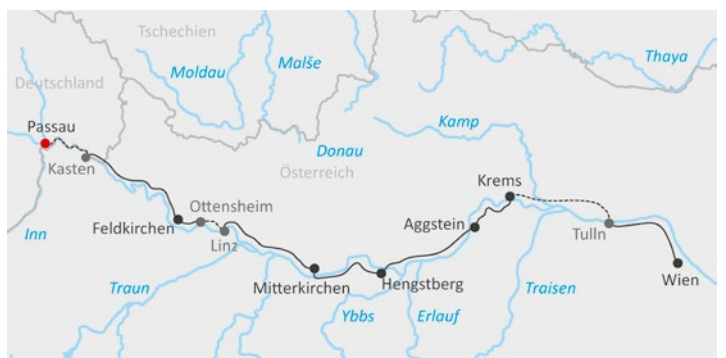 Tschechien
Thaya
Moldau
Malše
Deutschland
Passau
Kamp
Donau
Kasten
Österreich
Krems
Ottensheim
Feldkirchen
Aggstein
Inn
Linz
Tulln
Traun
Mitterkirchen
Hengstberg
Traisen
Wien
Ybbs
Erlauf